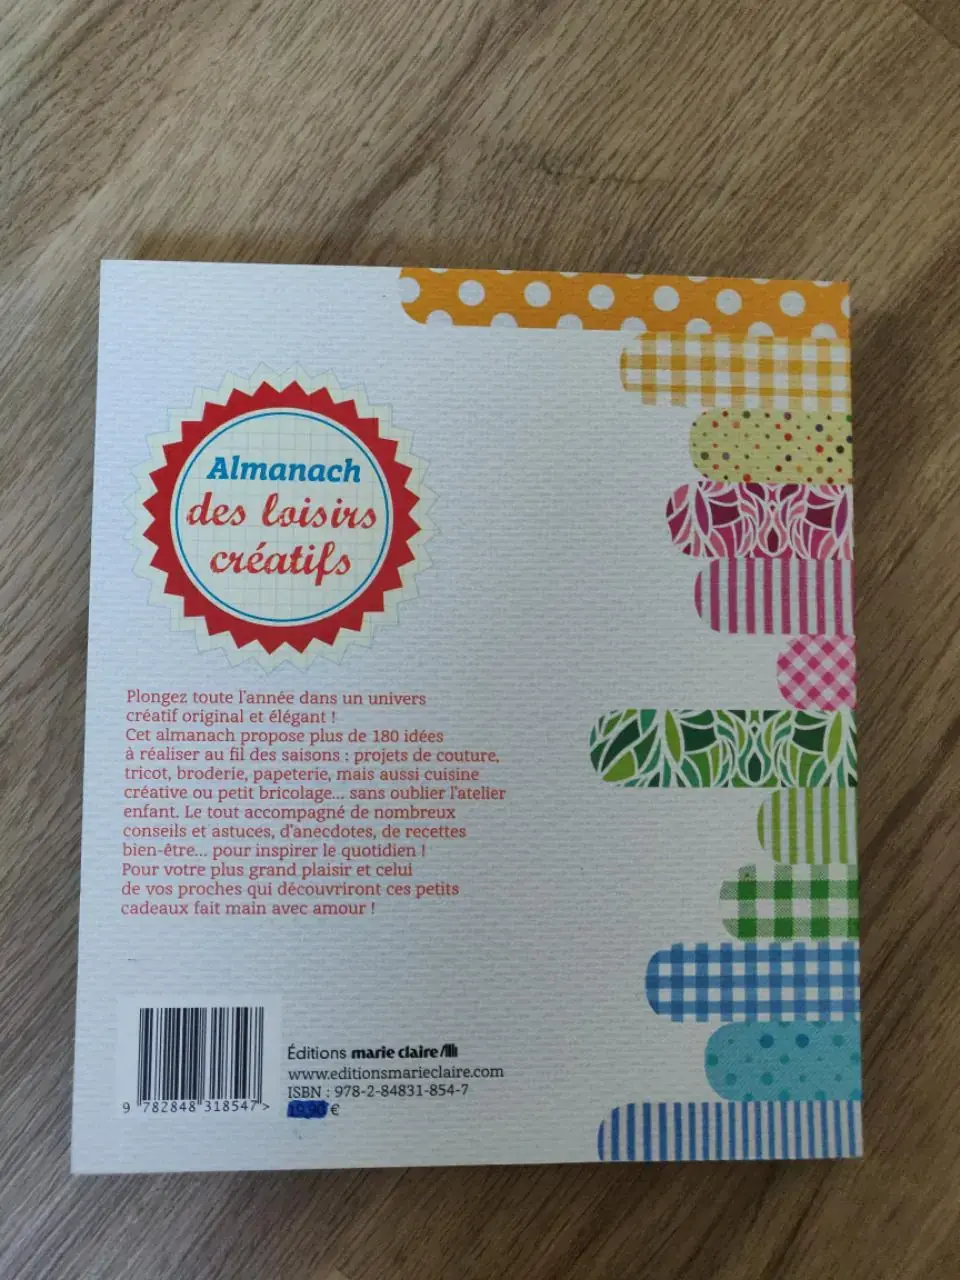 Almanach
des loisirs
créatifs
Plongez toute l'année dans un univers
créatif original et élégant !
Cet almanach propose plus de 180 idées
à réaliser au fil des saisons : projets de couture,
tricot, broderie, papeterie, mais aussi cuisine
créative ou petit bricolage... sans oublier l'atelier
enfant. Le tout accompagné de nombreux
conseils et astuces, d'anecdotes, de recettes
bien-être... pour inspirer le quotidien !
Pour votre plus grand plaisir et celui
de vos proches qui découvriront ces petits
cadeaux fait main avec amour !
9 782848 318547 >
Éditions marie claire
www.editionsmarieclaire.com
ISBN : 978-2-84831-854-7
19,90 €